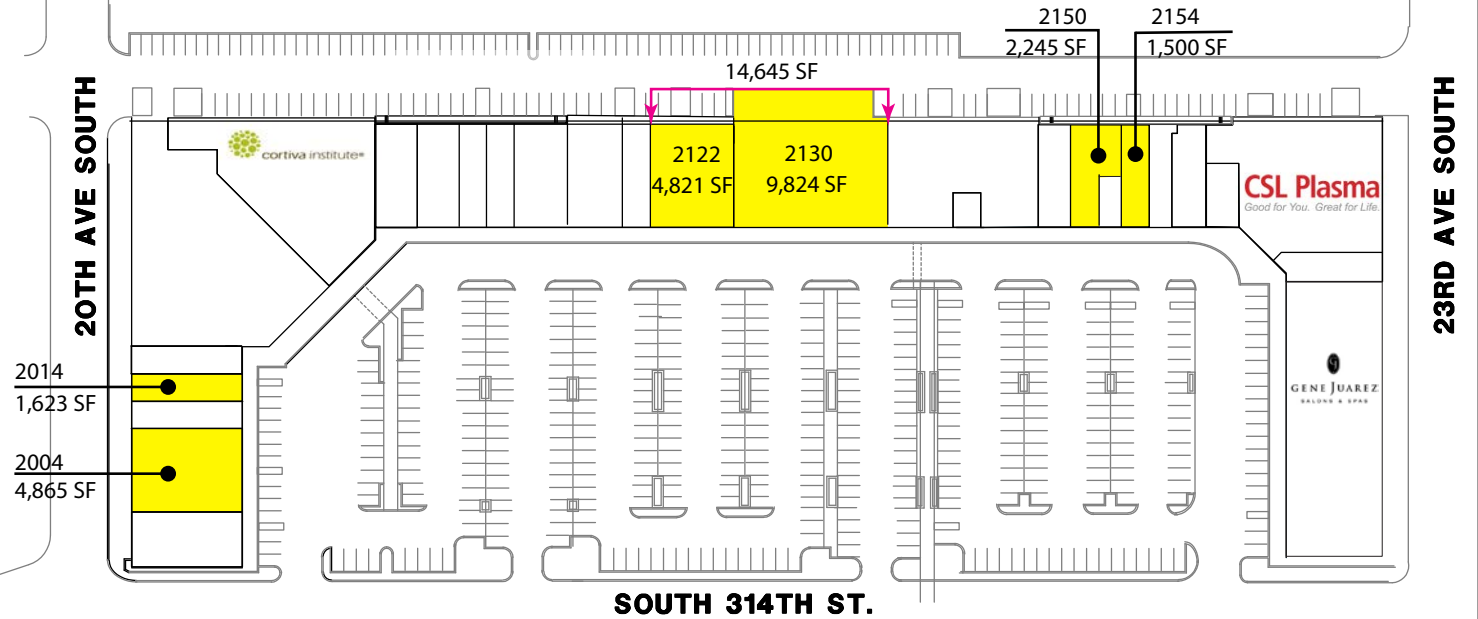 2150
2,245 SF
2154
1,500 SF
14,645 SF
20TH AVE SOUTH
cortiva institute®
2122
4,821 SF
2130
9,824 SF
CSL Plasma
Good for You. Great for Life.
23RD AVE SOUTH
2014
1,623 SF
2004
4,865 SF
GJ
GENE JUAREZ
SALONS & SPAS
SOUTH 314TH ST.